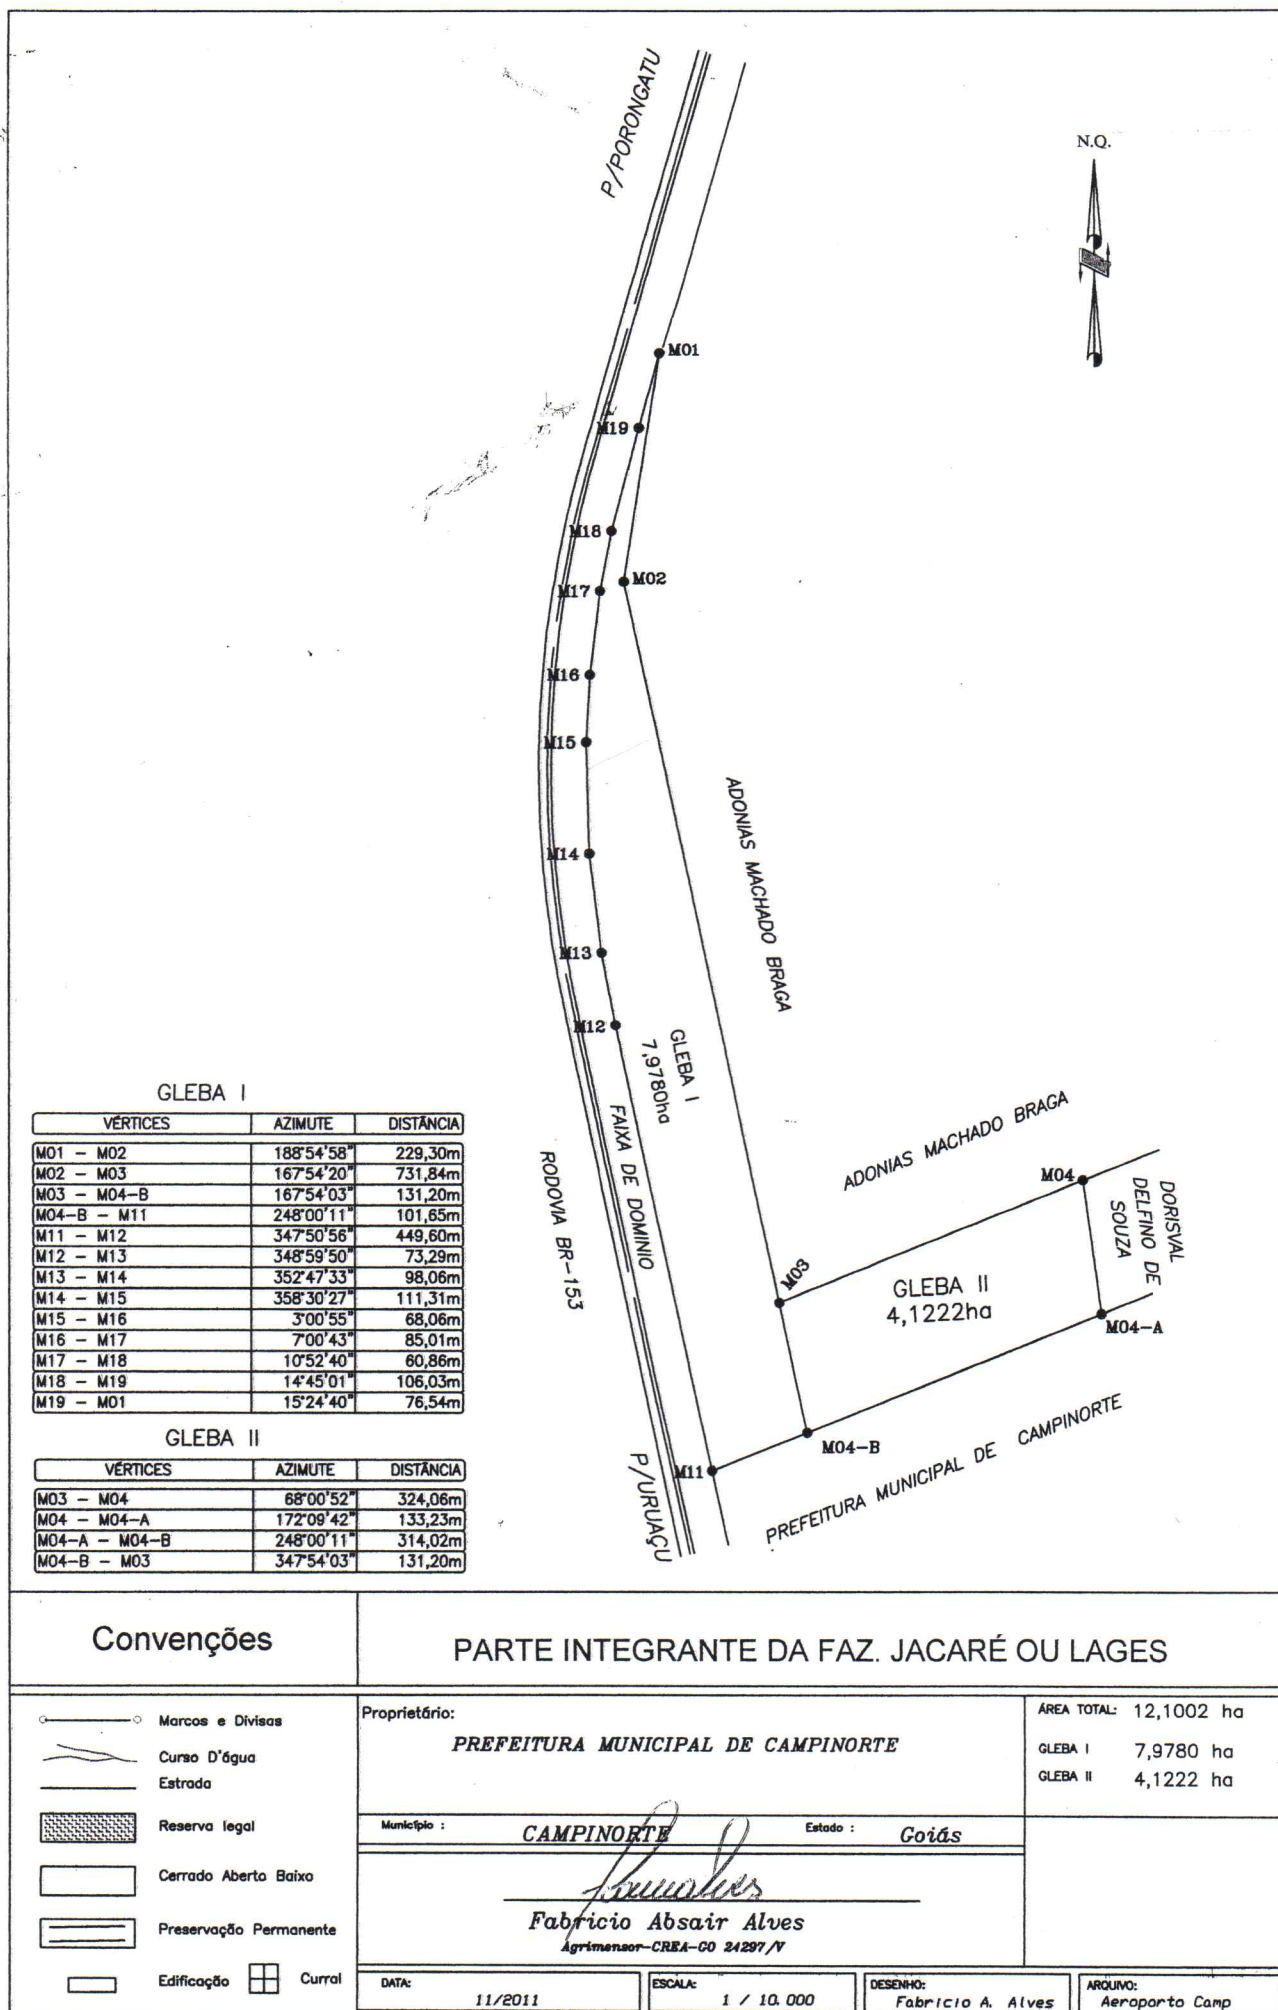 P/PORONGATU
N.Q.
M01
M19
M18
M02
M17
M16
M15
ADONIAS MACHADO BRAGA
M14
M13
M12
GLEBA I
7,9780ha
FAIXA DE DOMINIO
RODOVIA BR-153
ADONIAS MACHADO BRAGA
M04
DORISVAL
DELFINO DE
SOUZA
M03
GLEBA II
4,1222ha
M04-A
M04-B
M11
PREFEITURA MUNICIPAL DE CAMPINORTE
P/URUAÇU
GLEBA I
VÉRTICES AZIMUTE DISTÂNCIA
M01 - M02 188°54'58" 229,30m
M02 - M03 167°54'20" 731,84m
M03 - M04-B 167°54'03" 131,20m
M04-B - M11 248°00'11" 101,65m
M11 - M12 347°50'56" 449,60m
M12 - M13 348°59'50" 73,29m
M13 - M14 352°47'33" 98,06m
M14 - M15 358°30'27" 111,31m
M15 - M16 3°00'55" 68,06m
M16 - M17 7°00'43" 85,01m
M17 - M18 10°52'40" 60,86m
M18 - M19 14°45'01" 106,03m
M19 - M01 15°24'40" 76,54m
GLEBA II
VÉRTICES AZIMUTE DISTÂNCIA
M03 - M04 68°00'52" 324,06m
M04 - M04-A 172°09'42" 133,23m
M04-A - M04-B 248°00'11" 314,02m
M04-B - M03 347°54'03" 131,20m
Convenções
PARTE INTEGRANTE DA FAZ. JACARÉ OU LAGES
Marcos e Divisas
Curso D'água
Estrada
Reserva legal
Cerrado Aberto Baixo
Preservação Permanente
Edificação Curral
Proprietário:
PREFEITURA MUNICIPAL DE CAMPINORTE
ÁREA TOTAL: 12,1002 ha
GLEBA I 7,9780 ha
GLEBA II 4,1222 ha
Município : CAMPINORTE Estado : Goiás
Fabricio Absair Alves
Agrimensor-CREA-GO 24297/V
DATA: 11/2011
ESCALA: 1 / 10.000
DESENHO: Fabricio A. Alves
ARQUIVO: Aeroporto Camp